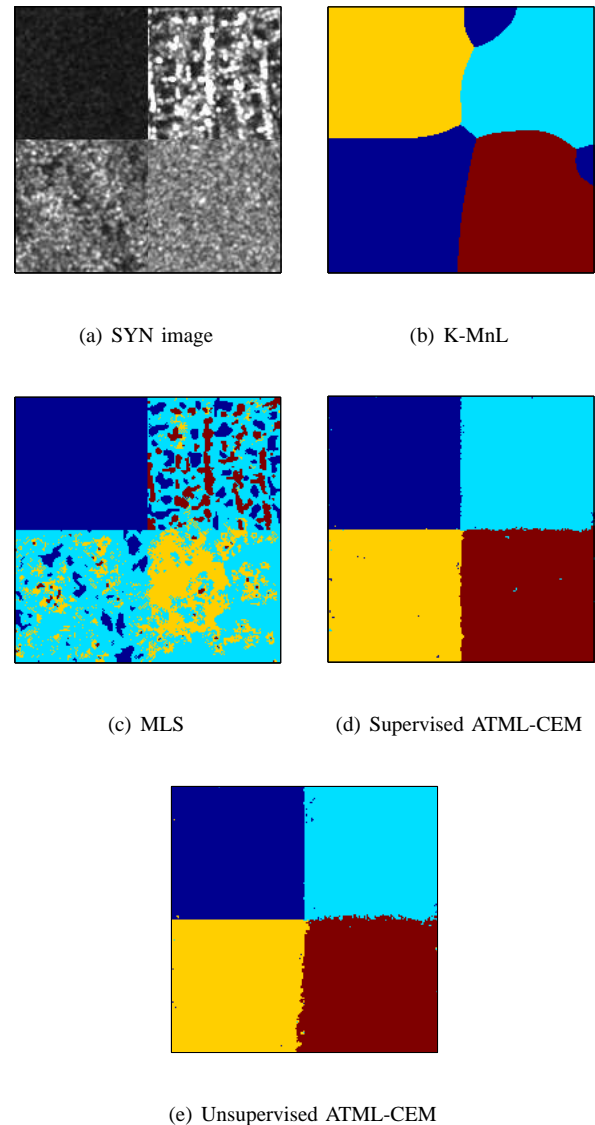 (a) SYN image
(b) K-MnL
(c) MLS
(d) Supervised ATML-CEM
(e) Unsupervised ATML-CEM